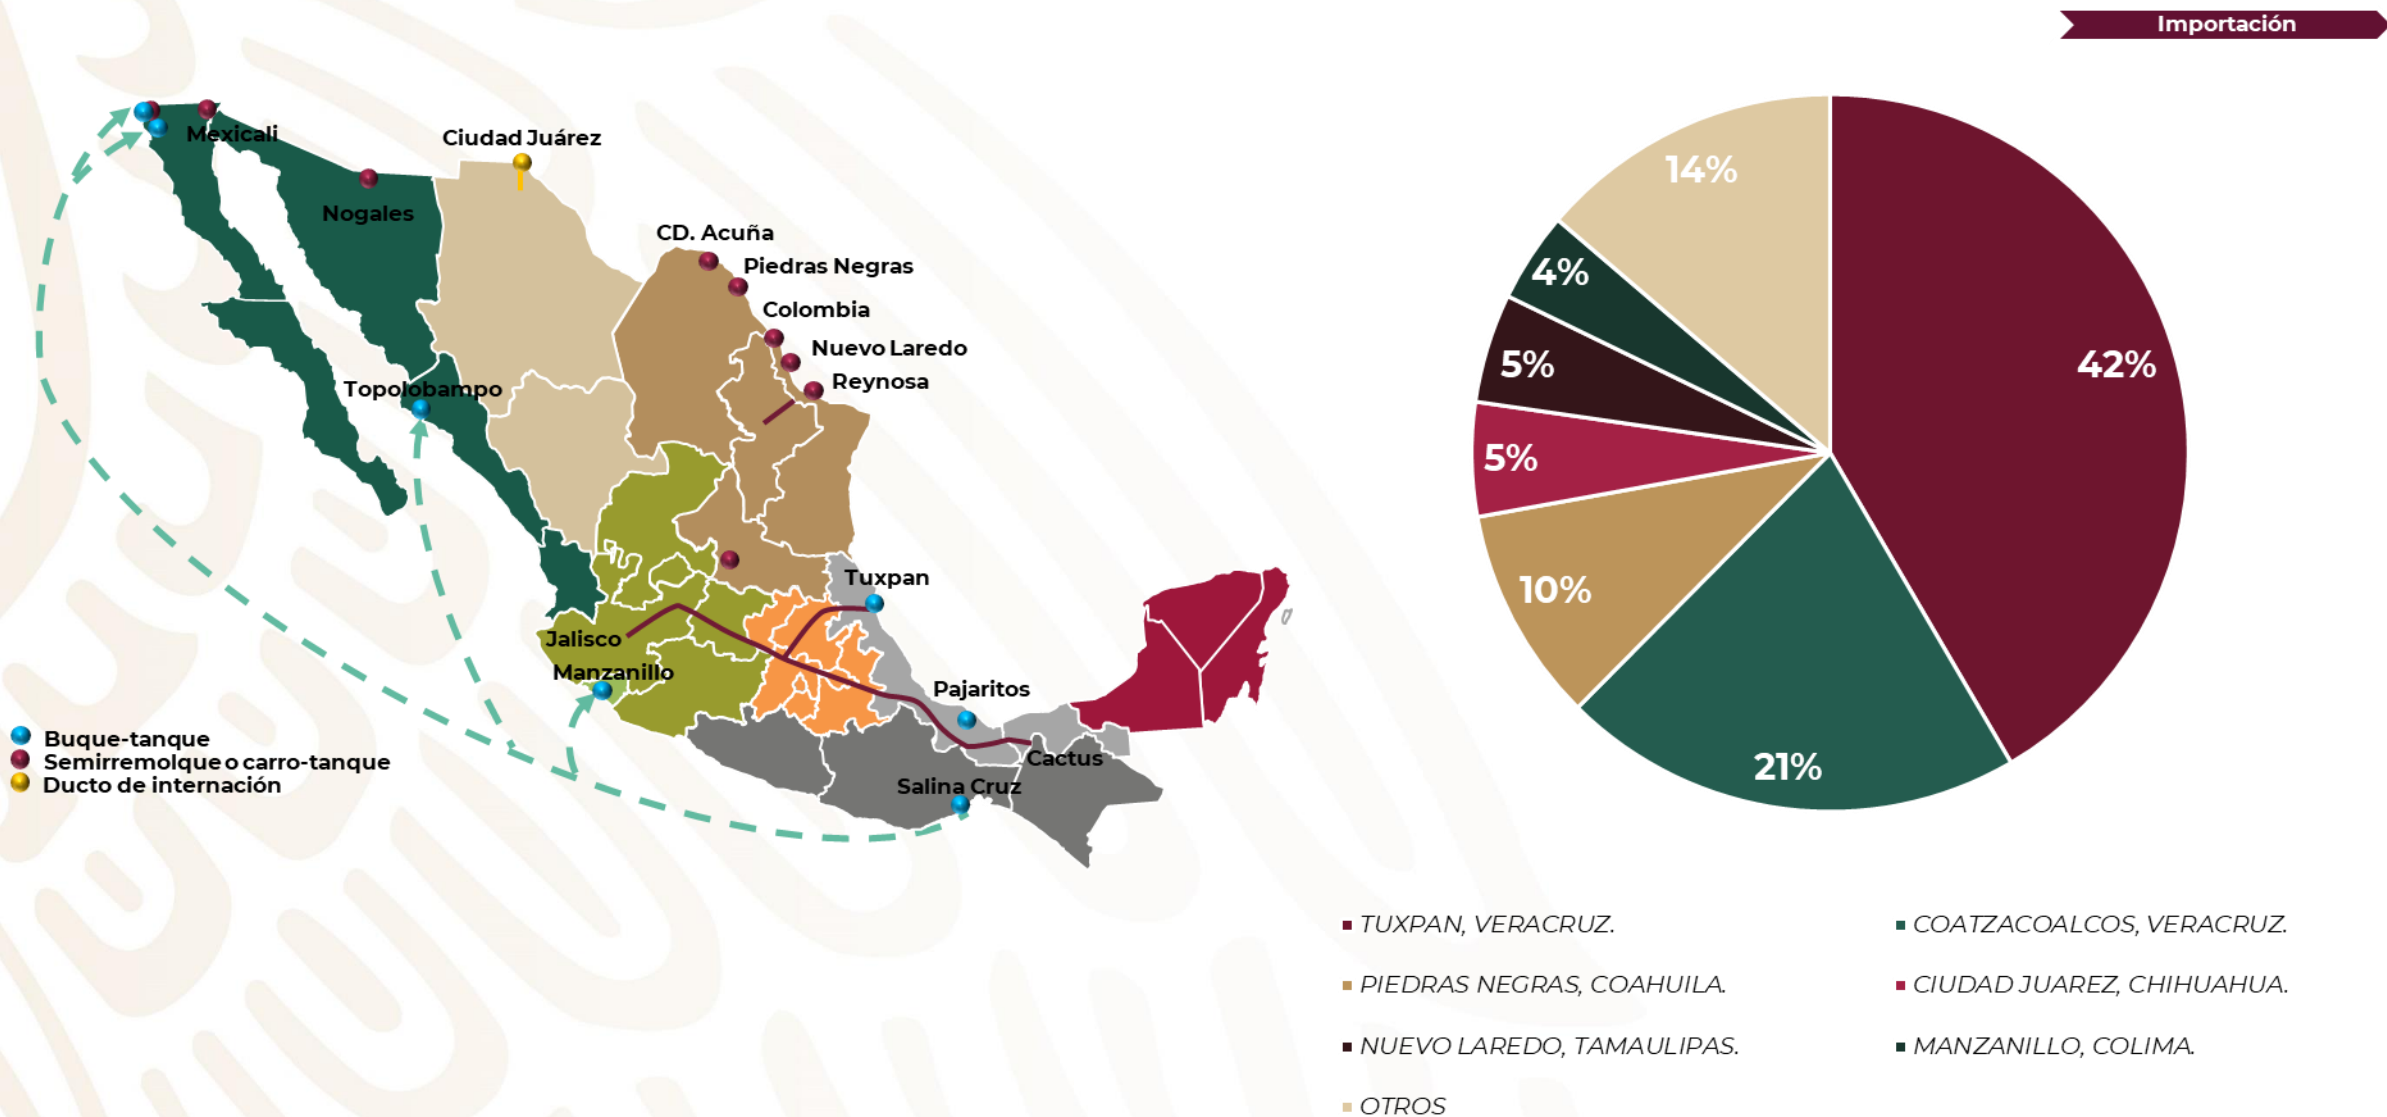 Importación
Mexicali
Ciudad Juárez
Nogales
CD. Acuña
Piedras Negras
Colombia
Nuevo Laredo
Reynosa
Topolobampo
Tuxpan
Jalisco
Manzanillo
Pajaritos
Cactus
Salina Cruz
Buque-tanque
Semirremolque o carro-tanque
Ducto de internación
14%
4%
5%
5%
10%
21%
42%
TUXPAN, VERACRUZ.
COATZACOALCOS, VERACRUZ.
PIEDRAS NEGRAS, COAHUILA.
CIUDAD JUAREZ, CHIHUAHUA.
NUEVO LAREDO, TAMAULIPAS.
MANZANILLO, COLIMA.
OTROS